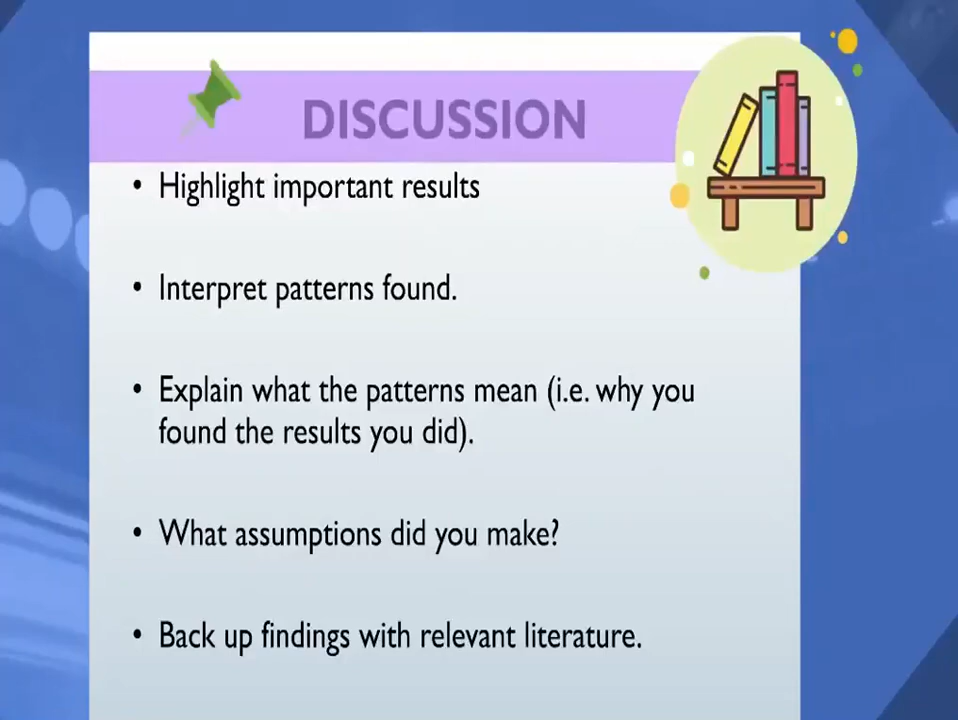 DISCUSSION
• Highlight important results
• Interpret patterns found.
• Explain what the patterns mean (i.e. why you
found the results you did).
• What assumptions did you make?
• Back up findings with relevant literature.